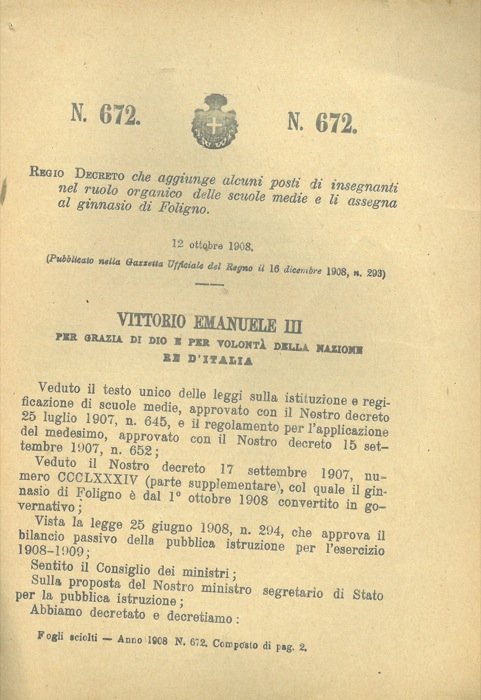 N. 672.
N. 672.
REGIO DECRETO che aggiunge alcuni posti di insegnanti
nel ruolo organico delle scuole medie e li assegna
al ginnasio di Foligno.
12 ottobre 1908.
(Pubblicato nella Gazzetta Ufficiale del Regno il 16 dicembre 1908, n. 293)
VITTORIO EMANUELE III
PER GRAZIA DI DIO E PER VOLONTÀ DELLA NAZIONE
RE D'ITALIA
Veduto il testo unico delle leggi sulla istituzione e regi-
ficazione di scuole medie, approvato con il Nostro decreto
25 luglio 1907, n. 645, e il regolamento per l'applicazione
del medesimo, approvato con il Nostro decreto 15 set-
tembre 1907, n. 652;
Veduto il Nostro decreto 17 settembre 1907, nu-
mero CCCLXXXIV (parte supplementare), col quale il gin-
nasio di Foligno è dal 1° ottobre 1908 convertito in go-
vernativo;
Vista la legge 25 giugno 1908, n. 294, che approva il
bilancio passivo della pubblica istruzione per l'esercizio
1908-1909;
Sentito il Consiglio dei ministri;
Sulla proposta del Nostro ministro segretario di Stato
per la pubblica istruzione;
Abbiamo decretato e decretiamo:
Fogli sciolti — Anno 1908 N. 672. Composto di pag. 2.